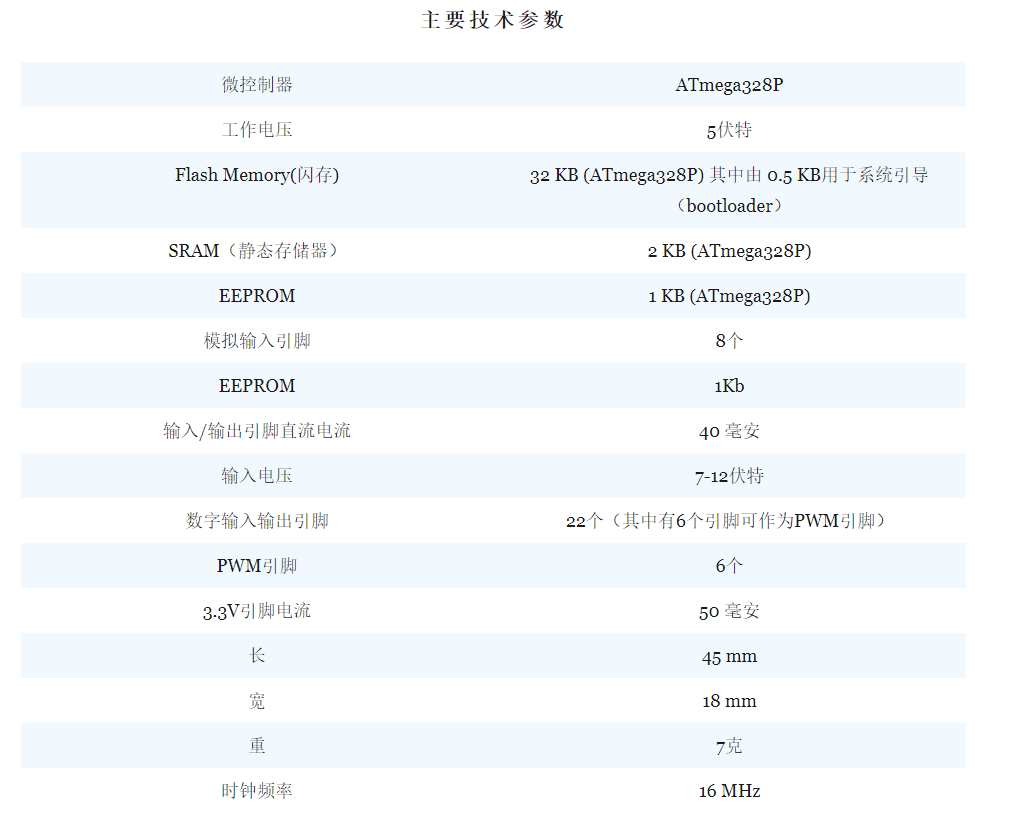 主要技术参数
微控制器 ATmega328P
工作电压 5伏特
Flash Memory(闪存) 32 KB (ATmega328P) 其中由 0.5 KB用于系统引导
（bootloader）
SRAM（静态存储器） 2 KB (ATmega328P)
EEPROM 1 KB (ATmega328P)
模拟输入引脚 8个
EEPROM 1Kb
输入/输出引脚直流电流 40 毫安
输入电压 7-12伏特
数字输入输出引脚 22个（其中有6个引脚可作为PWM引脚）
PWM引脚 6个
3.3V引脚电流 50 毫安
长 45 mm
宽 18 mm
重 7克
时钟频率 16 MHz